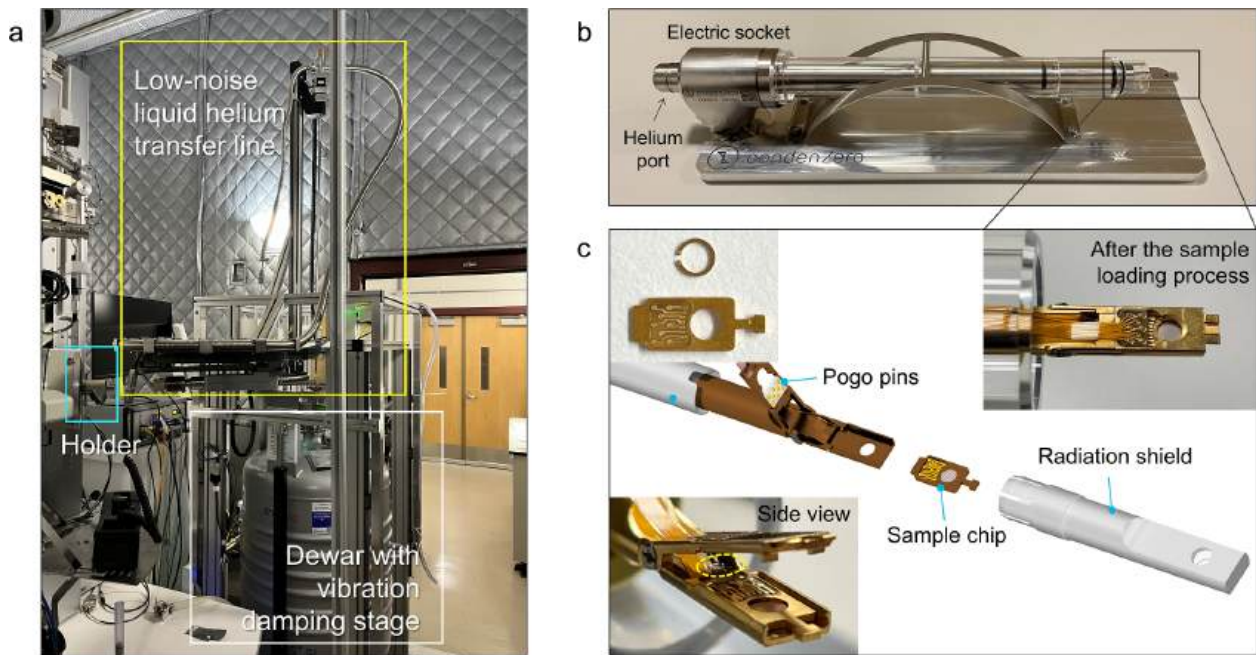 a
Low-noise
liquid helium
transfer line
Holder
Dewar with
vibration
damping stage
b
Electric socket
Helium
port
condenzero
c
After the sample
loading process
Pogo pins
Radiation shield
Sample chip
Side view